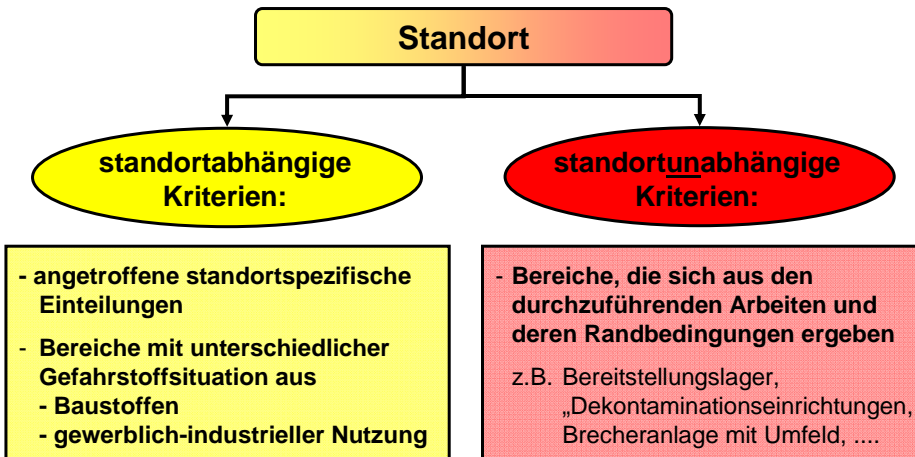 Standort
standortabhängige
Kriterien:
standortunabhängige
Kriterien:
- angetroffene standortspezifische
Einteilungen
- Bereiche mit unterschiedlicher
Gefahrstoffsituation aus
- Baustoffen
- gewerblich-industrieller Nutzung
- Bereiche, die sich aus den
durchzuführenden Arbeiten und
deren Randbedingungen ergeben
z.B. Bereitstellungslager,
„Dekontaminationseinrichtungen,
Brecheranlage mit Umfeld, ....